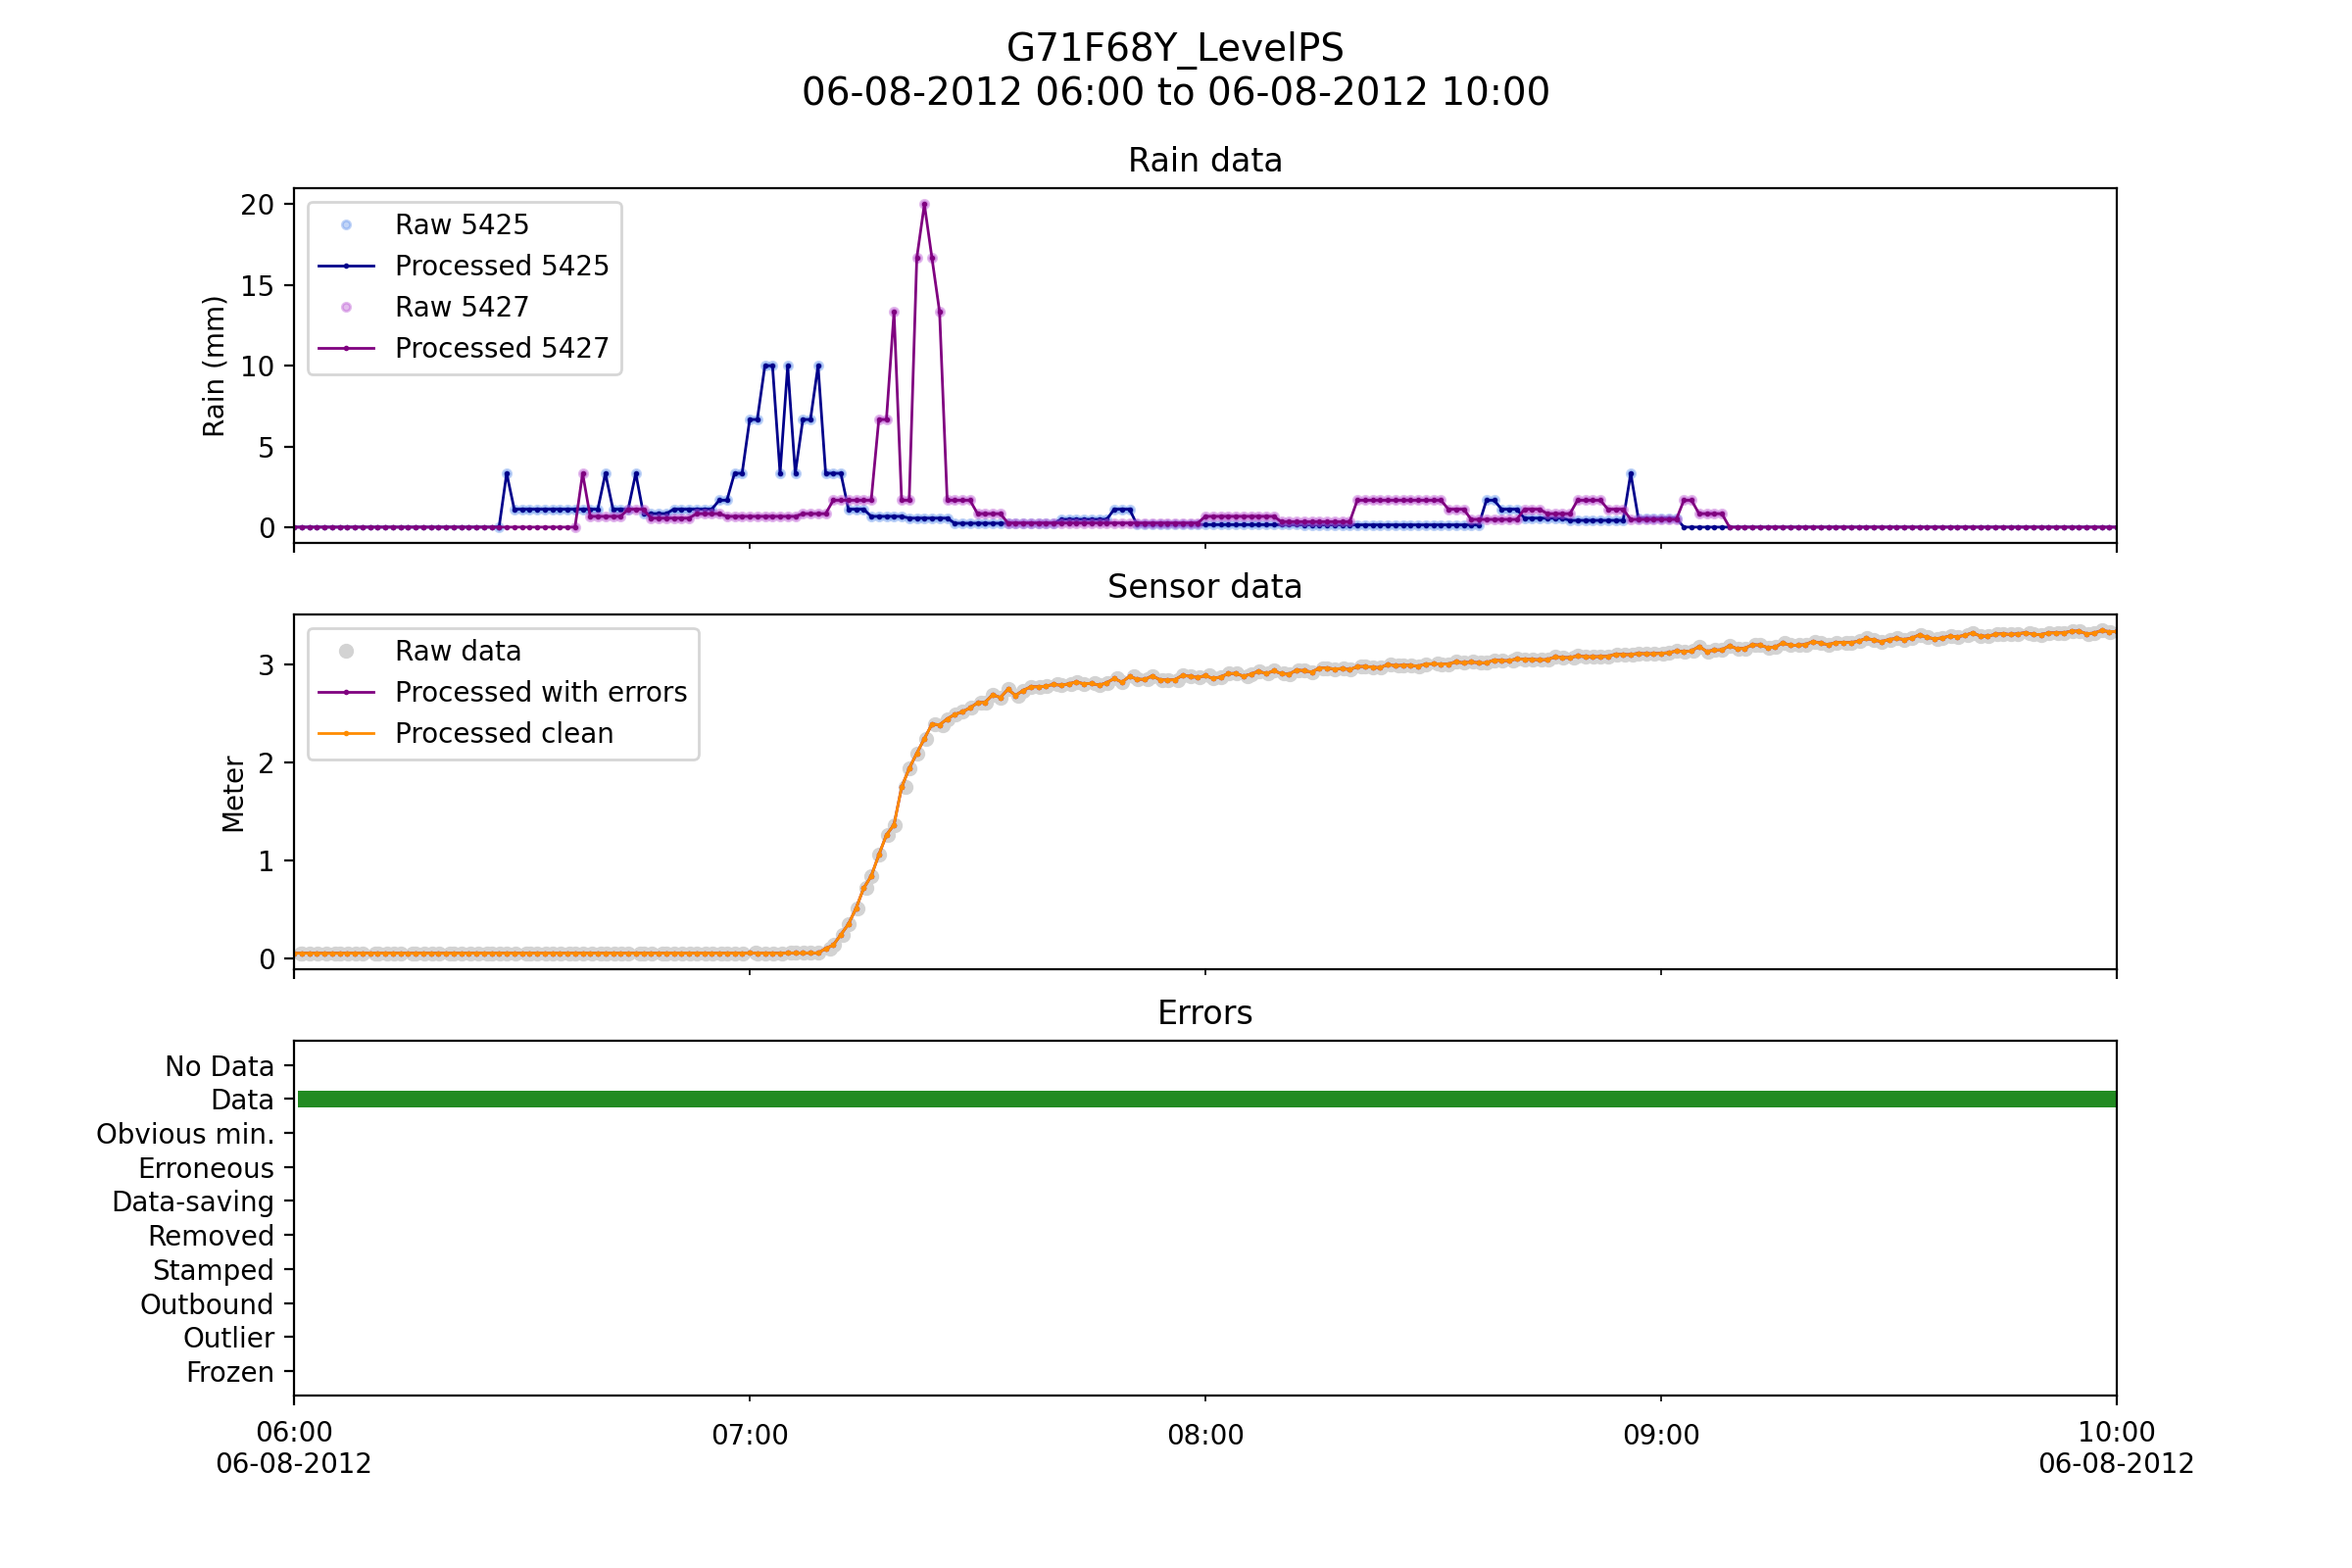 G71F68Y_LevelPS
06-08-2012 06:00 to 06-08-2012 10:00
Rain data
20
15
10
5
0
Rain (mm)
Raw 5425
Processed 5425
Raw 5427
Processed 5427
Sensor data
3
2
1
0
Meter
Raw data
Processed with errors
Processed clean
Errors
No Data
Data
Obvious min.
Erroneous
Data-saving
Removed
Stamped
Outbound
Outlier
Frozen
06:00
06-08-2012
07:00
08:00
09:00
10:00
06-08-2012